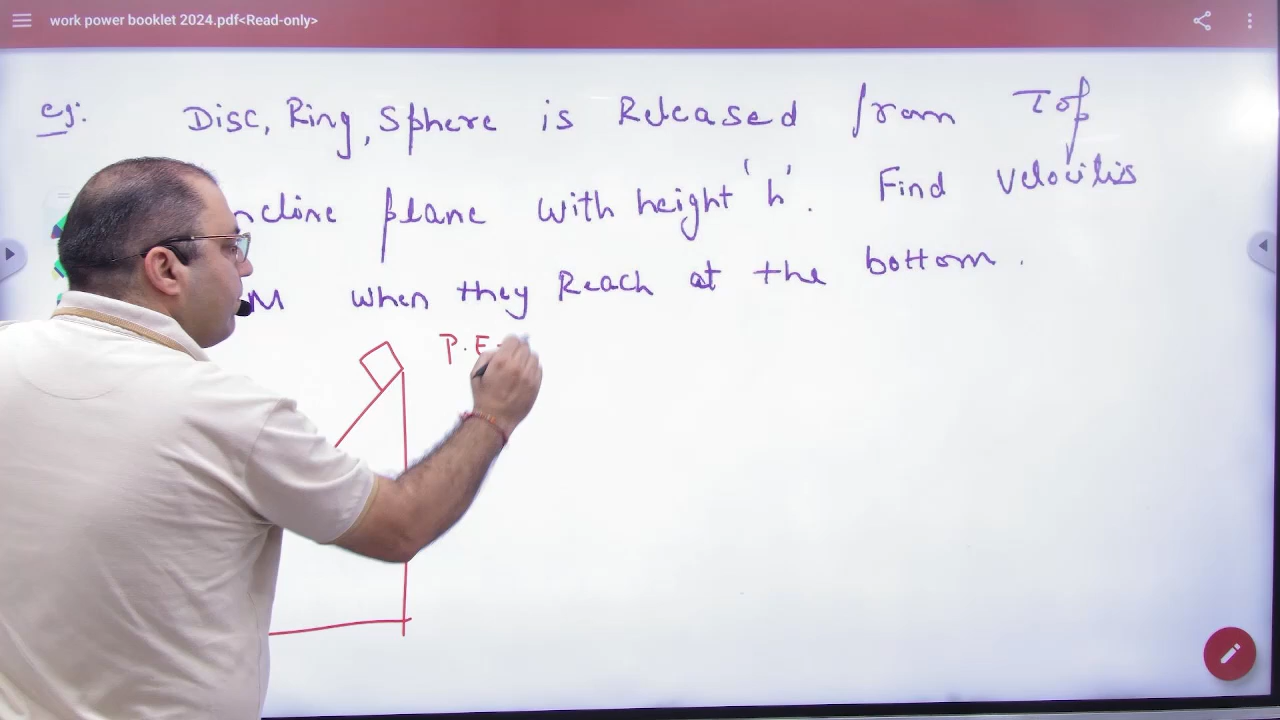 work power booklet 2024.pdf<Read-only>
eg: Disc, Ring, Sphere is Released from Top
ncline plane with height 'h'. Find velocities
M when they Reach at the bottom.
P.E